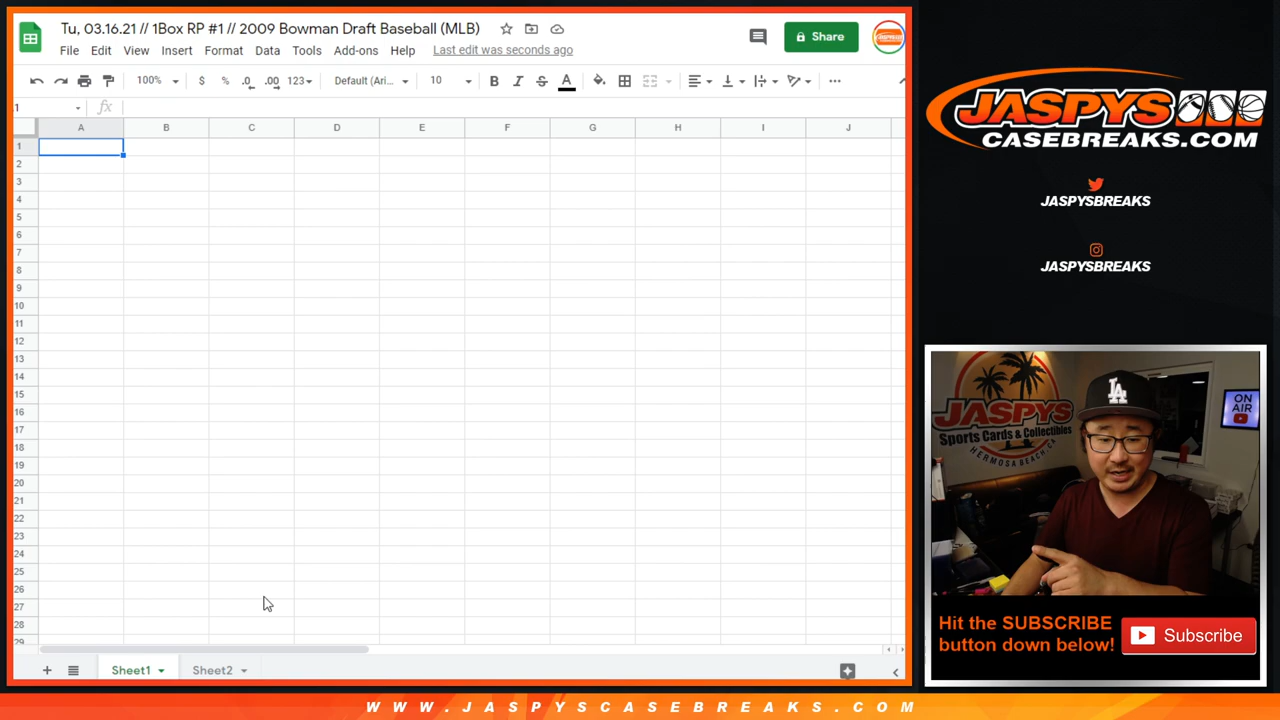 Tu, 03.16.21 // 1Box RP #1 // 2009 Bowman Draft Baseball (MLB)
File Edit View Insert Format Data Tools Add-ons Help Last edit was seconds ago
Share
100% $ % .0 .00 123 Default (Ari... 10 B I S A
1 fx
A B C D E F G H I J
1
2
3
4
5
6
7
8
9
10
11
12
13
14
15
16
17
18
19
20
21
22
23
24
25
26
27
28
29
Sheet1 Sheet2
JASPYS
CASEBREAKS.COM
JASPYSBREAKS
JASPYSBREAKS
LA
JASPYS
Sports Cards & Collectibles
HERMOSA BEACH, CA
ON
AIR
Hit the SUBSCRIBE
button down below!
Subscribe
WWW.JASPYSCASEBREAKS.COM